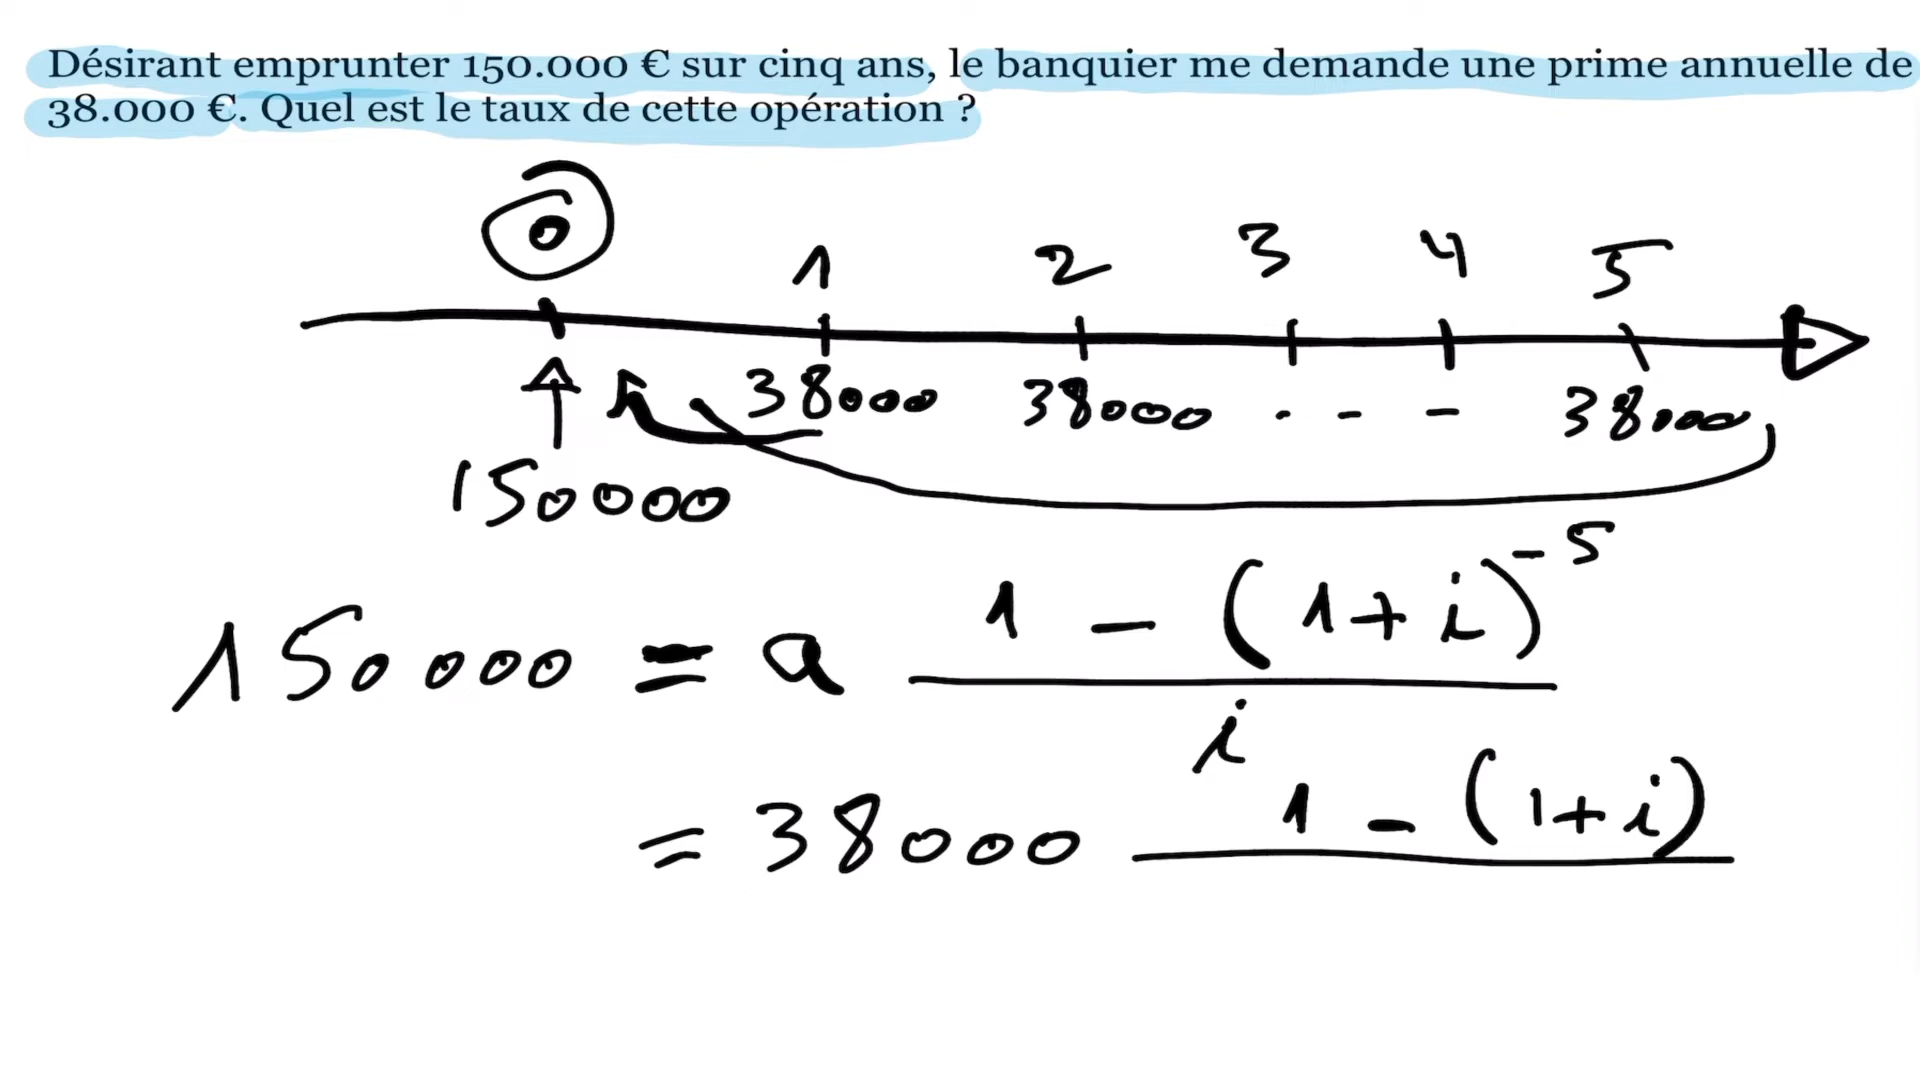 Désirant emprunter 150.000 € sur cinq ans, le banquier me demande une prime annuelle de
38.000 €. Quel est le taux de cette opération ?
0 1 2 3 4 5
38000 38000 . - - 38000
150000
150000 = a (1 - (1+i)^-5) / i
= 38000 1 - (1+i)